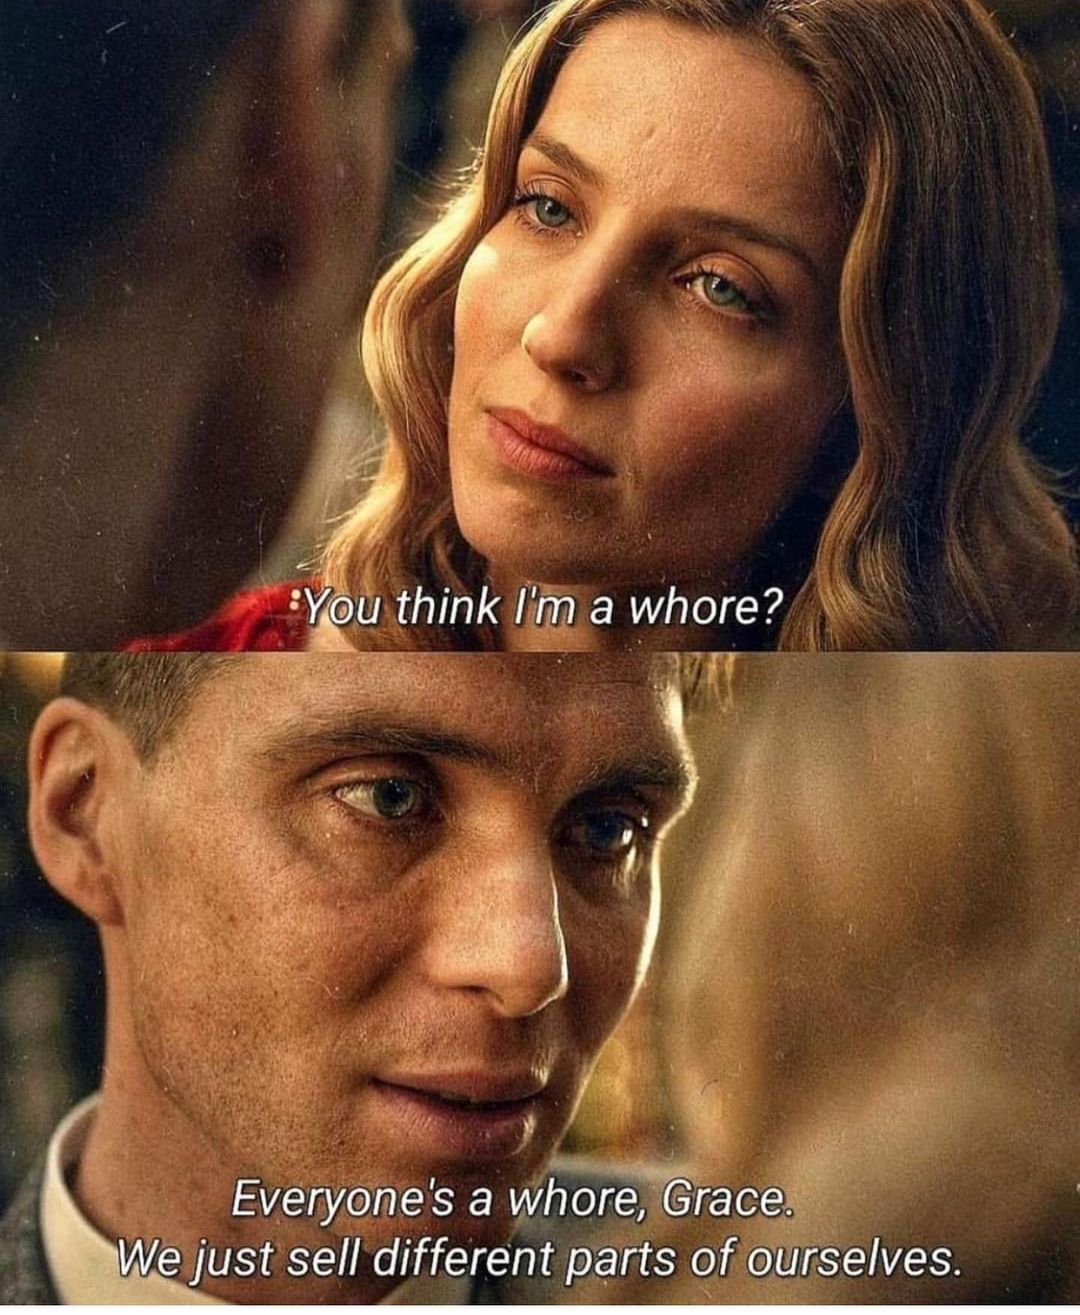 :You think I'm a whore?
Everyone's a whore, Grace.
We just sell different parts of ourselves.